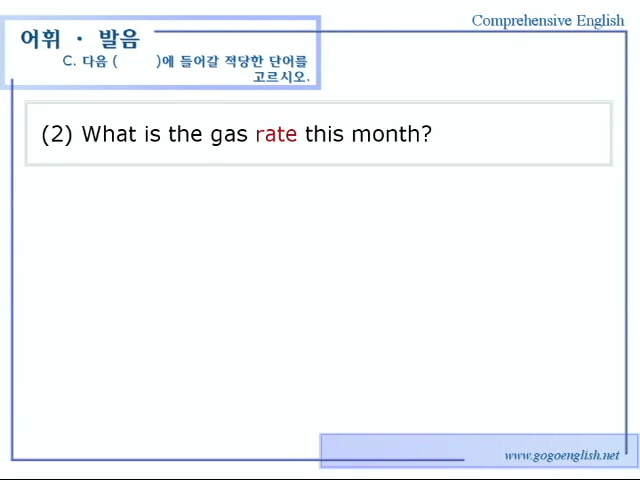 Comprehensive English
어휘 · 발음
C. 다음 (        )에 들어갈 적당한 단어를
고르시오.
(2) What is the gas rate this month?
www.gogoenglish.net